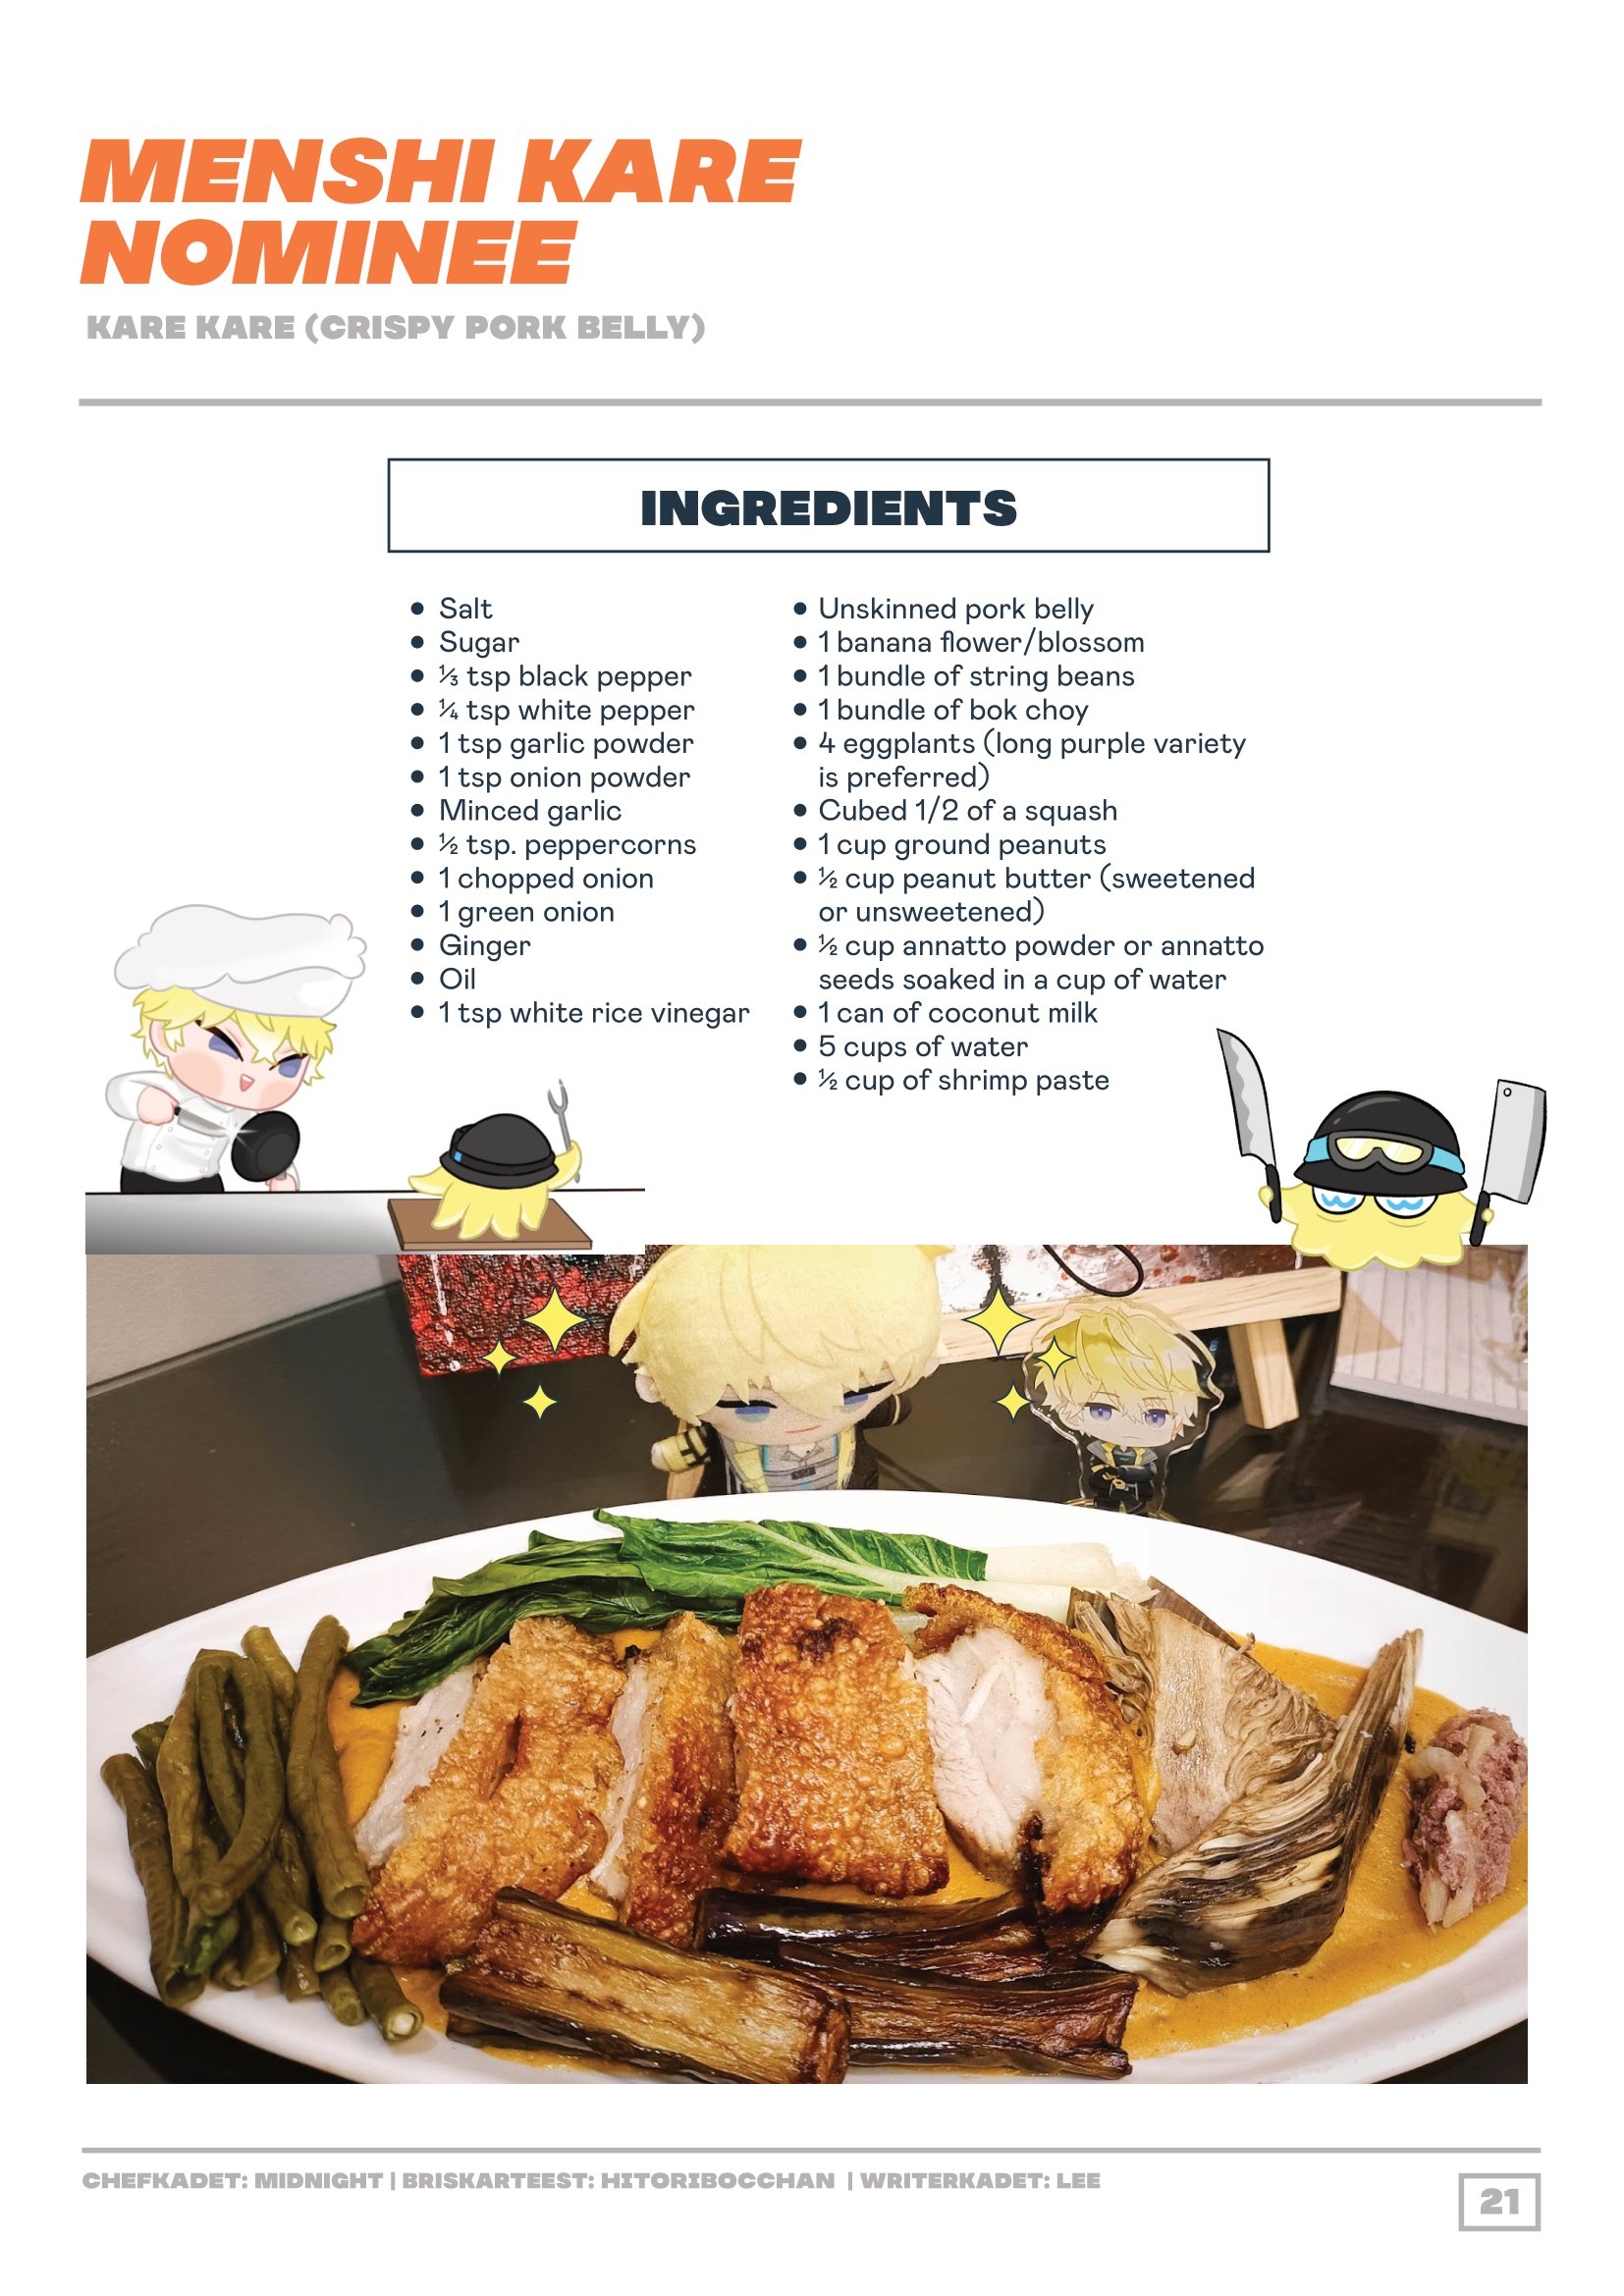 MENSHI KARE
NOMINEE
KARE KARE (CRISPY PORK BELLY)
INGREDIENTS
• Salt
• Sugar
• ⅓ tsp black pepper
• ¼ tsp white pepper
• 1 tsp garlic powder
• 1 tsp onion powder
• Minced garlic
• ½ tsp. peppercorns
• 1 chopped onion
• 1 green onion
• Ginger
• Oil
• 1 tsp white rice vinegar
• Unskinned pork belly
• 1 banana flower/blossom
• 1 bundle of string beans
• 1 bundle of bok choy
• 4 eggplants (long purple variety
is preferred)
• Cubed 1/2 of a squash
• 1 cup ground peanuts
• ½ cup peanut butter (sweetened
or unsweetened)
• ½ cup annatto powder or annatto
seeds soaked in a cup of water
• 1 can of coconut milk
• 5 cups of water
• ½ cup of shrimp paste
CHEFKADET: MIDNIGHT | BRISKARTEEST: HITORIBOCCHAN | WRITERKADET: LEE
21